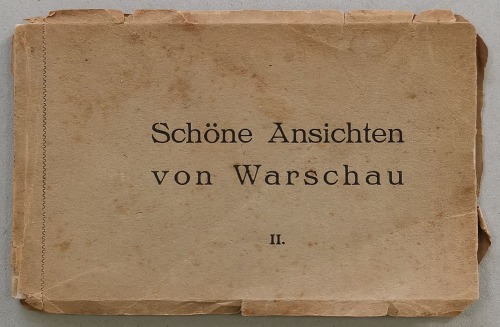 Schöne Ansichten
von Warschau
II.